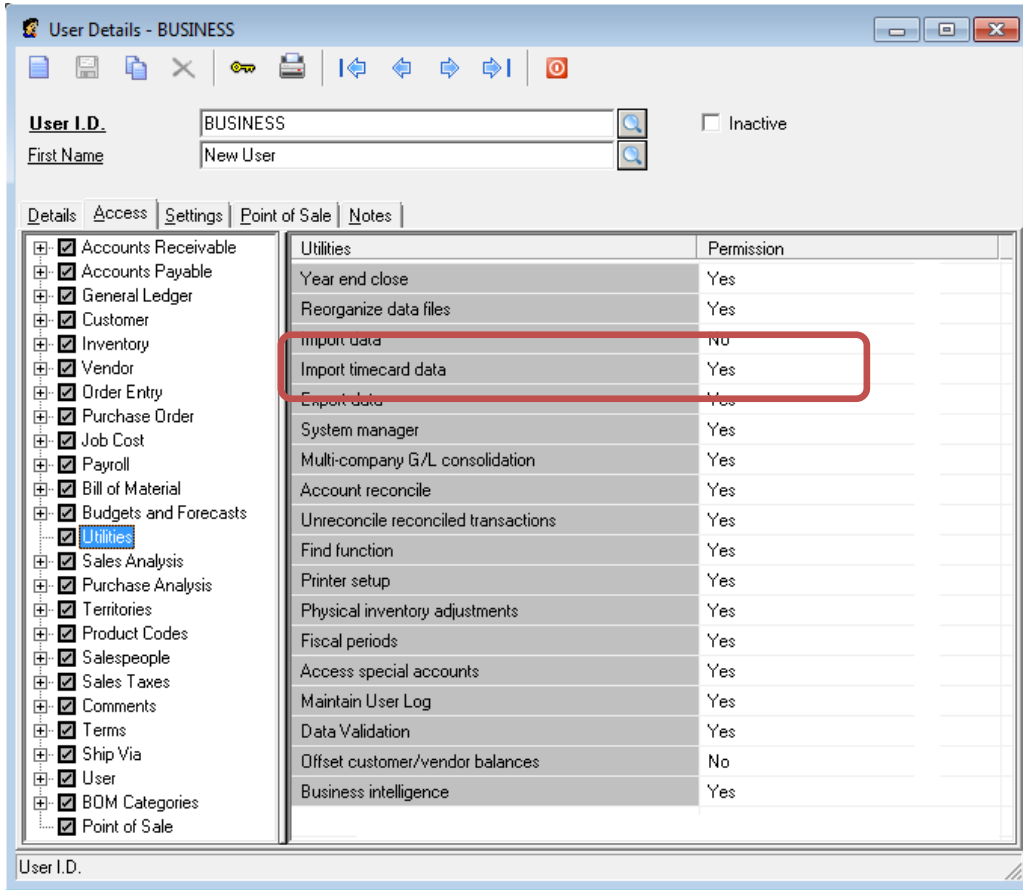 User Details - BUSINESS
User I.D. BUSINESS Inactive
First Name New User
Details Access Settings Point of Sale Notes
Accounts Receivable
Accounts Payable
General Ledger
Customer
Inventory
Vendor
Order Entry
Purchase Order
Job Cost
Payroll
Bill of Material
Budgets and Forecasts
Utilities
Sales Analysis
Purchase Analysis
Territories
Product Codes
Salespeople
Sales Taxes
Comments
Terms
Ship Via
User
BOM Categories
Point of Sale
Utilities Permission
Year end close Yes
Reorganize data files Yes
Import data No
Import timecard data Yes
Export data Yes
System manager Yes
Multi-company G/L consolidation Yes
Account reconcile Yes
Unreconcile reconciled transactions Yes
Find function Yes
Printer setup Yes
Physical inventory adjustments Yes
Fiscal periods Yes
Access special accounts Yes
Maintain User Log Yes
Data Validation Yes
Offset customer/vendor balances No
Business intelligence Yes
User I.D.